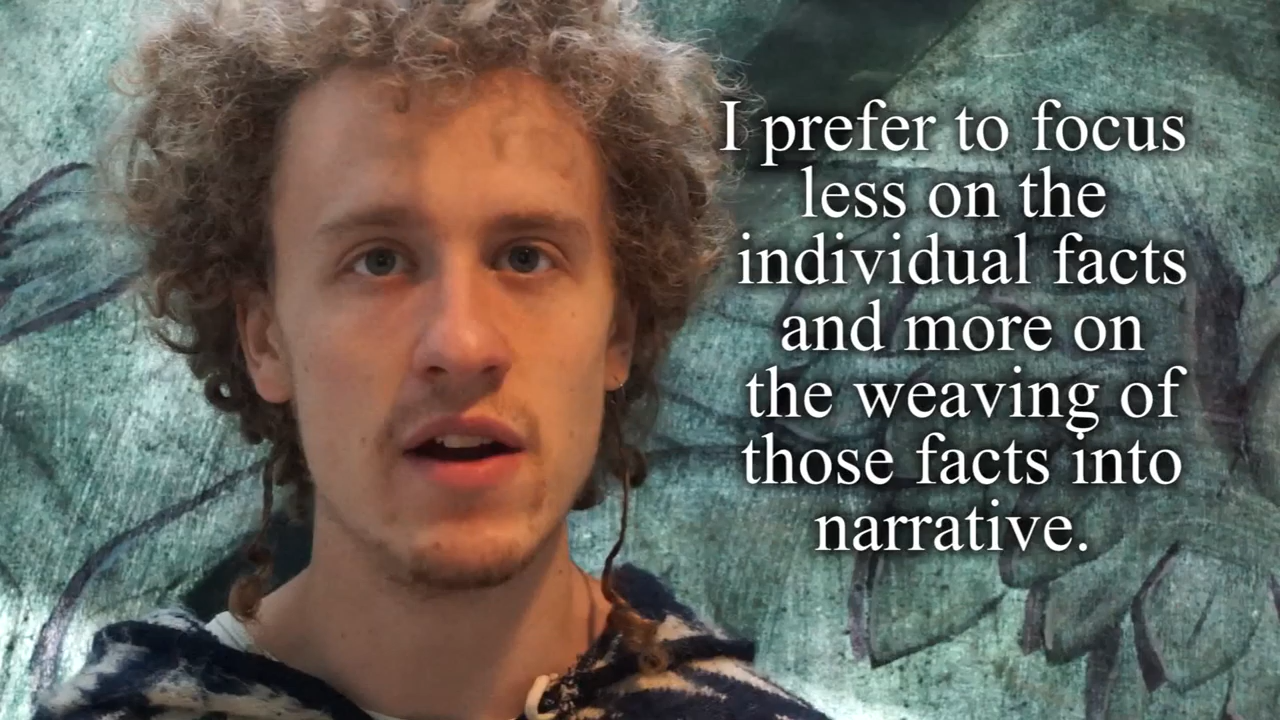 I prefer to focus
less on the
individual facts
and more on
the weaving of
those facts into
narrative.